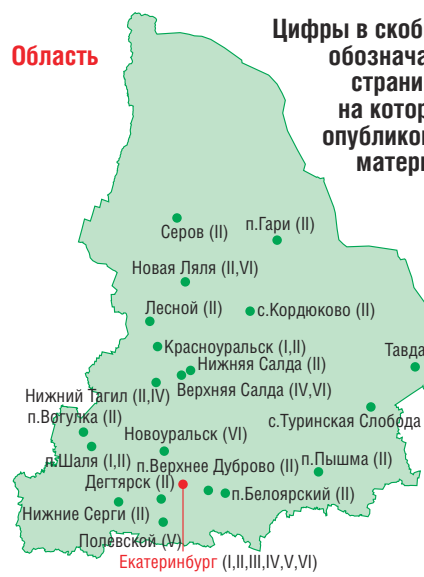 Область
Цифры в скоб
обознача
страни
на котор
опубликов
матери
Серов (II)
п.Гари (II)
Новая Ляля (II,VI)
Лесной (II)
с.Кордюково (II)
Красноуральск (I,II)
Нижняя Салда (II)
Тавда
Нижний Тагил (II,IV)
Верхняя Салда (IV,VI)
п.Вогулка (II)
с.Туринская Слобода
Новоуральск (VI)
п.Шаля (I,II)
п.Верхнее Дуброво (II)
п.Пышма (II)
Дегтярск (II)
п.Белоярский (II)
Нижние Серги (II)
Полевской (V)
Екатеринбург (I,II,III,IV,V,VI)